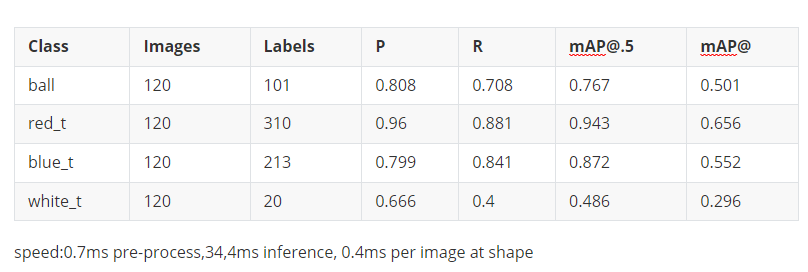 Class Images Labels P R mAP@.5 mAP@
ball 120 101 0.808 0.708 0.767 0.501
red_t 120 310 0.96 0.881 0.943 0.656
blue_t 120 213 0.799 0.841 0.872 0.552
white_t 120 20 0.666 0.4 0.486 0.296
speed:0.7ms pre-process,34,4ms inference, 0.4ms per image at shape